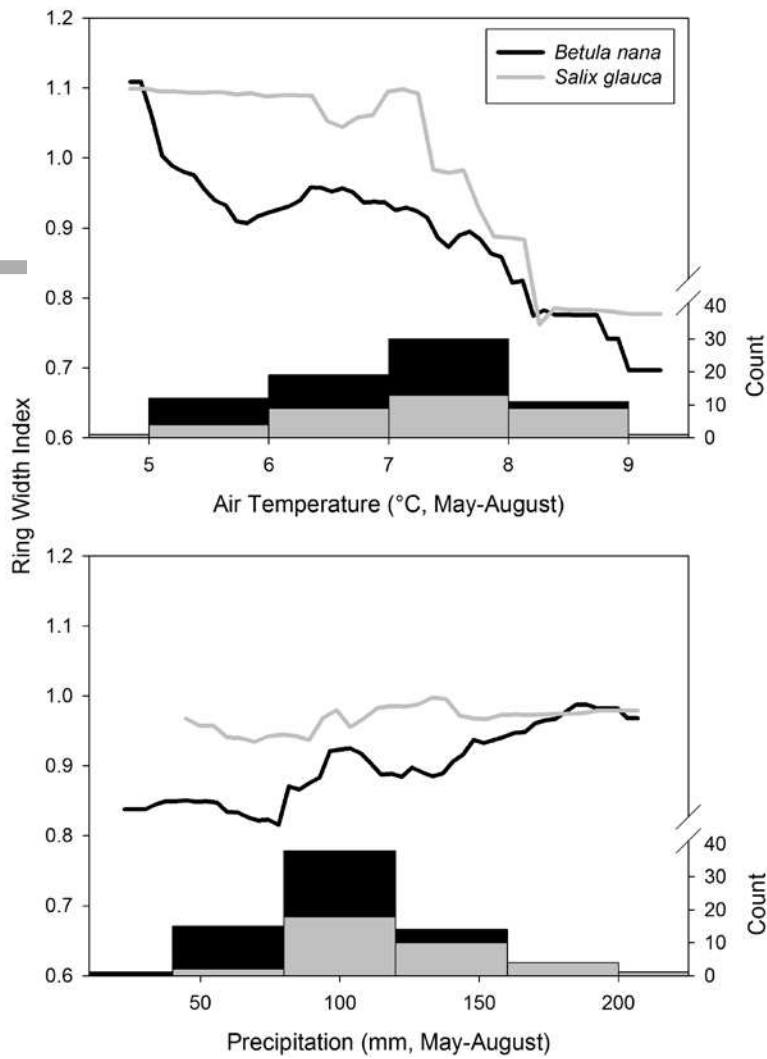 1.2
1.1
1.0
0.9
0.8
0.7
0.6
Betula nana
Salix glauca
40
30
20
10
0
Count
5 6 7 8 9
Air Temperature (°C, May-August)
Ring Width Index
1.2
1.1
1.0
0.9
0.8
0.7
0.6
40
30
20
10
0
Count
50 100 150 200
Precipitation (mm, May-August)